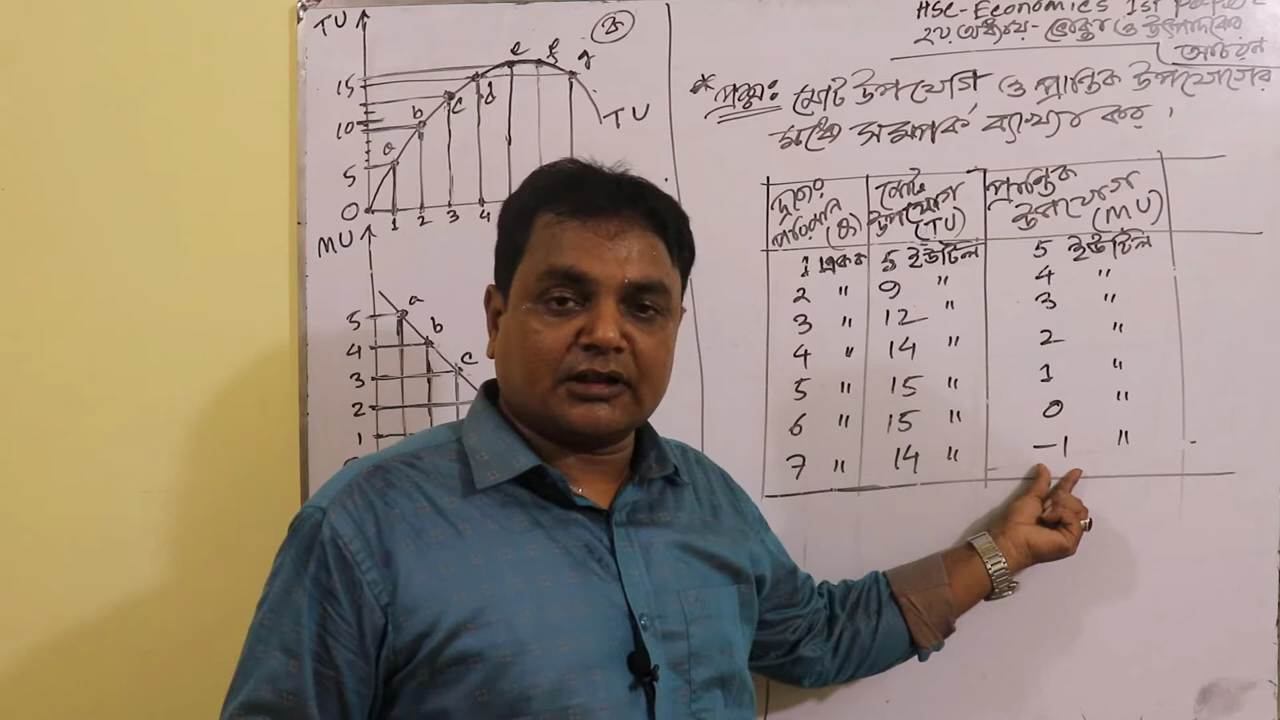 HSC-Economics 1st Paper
২য় অধ্যায়- ভোক্তা ও উৎপাদকের
আচরন
*প্রশ্ন: মোট উপযোগ ও প্রান্তিক উপযোগের
মধ্যে সম্পর্ক ব্যাখ্যা কর।
TU
15
10
5
0
1 2 3 4
a b c d e f g
TU
MU
5
4
3
2
1
a b c
দ্রব্যের পরিমান মোট উপযোগ (TU) প্রান্তিক উপযোগ (MU)
1 একক 5 ইউটিল 5 ইউটিল
2 " 9 " 4 "
3 " 12 " 3 "
4 " 14 " 2 "
5 " 15 " 1 "
6 " 15 " 0 "
7 " 14 " -1 "